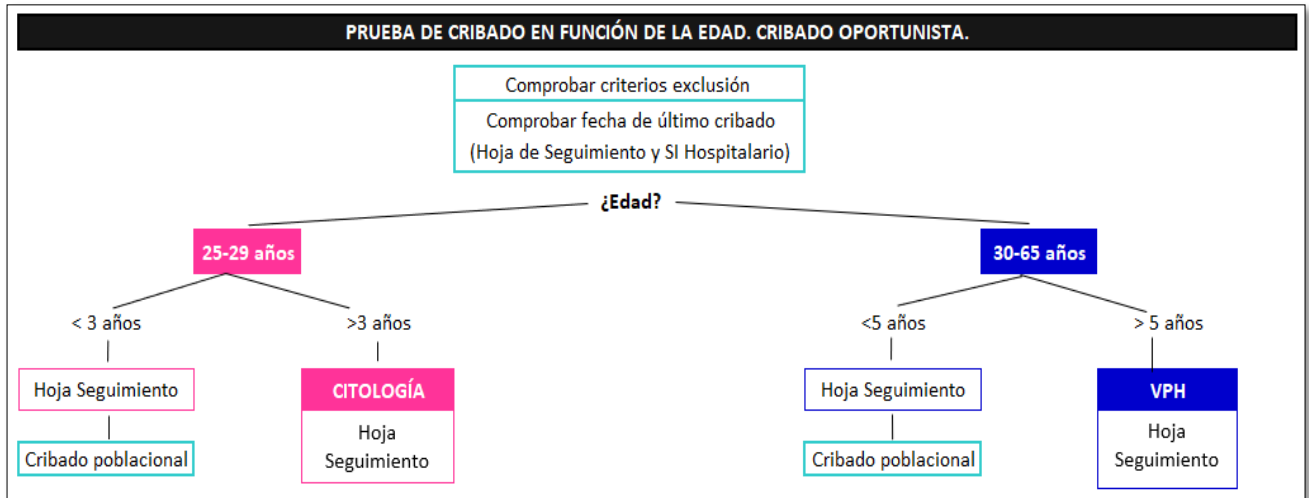 PRUEBA DE CRIBADO EN FUNCIÓN DE LA EDAD. CRIBADO OPORTUNISTA.
Comprobar criterios exclusión
Comprobar fecha de último cribado
(Hoja de Seguimiento y SI Hospitalario)
¿Edad?
25-29 años
30-65 años
< 3 años
>3 años
<5 años
> 5 años
Hoja Seguimiento
CITOLOGÍA
Hoja Seguimiento
VPH
Hoja
Seguimiento
Hoja
Seguimiento
Cribado poblacional
Cribado poblacional